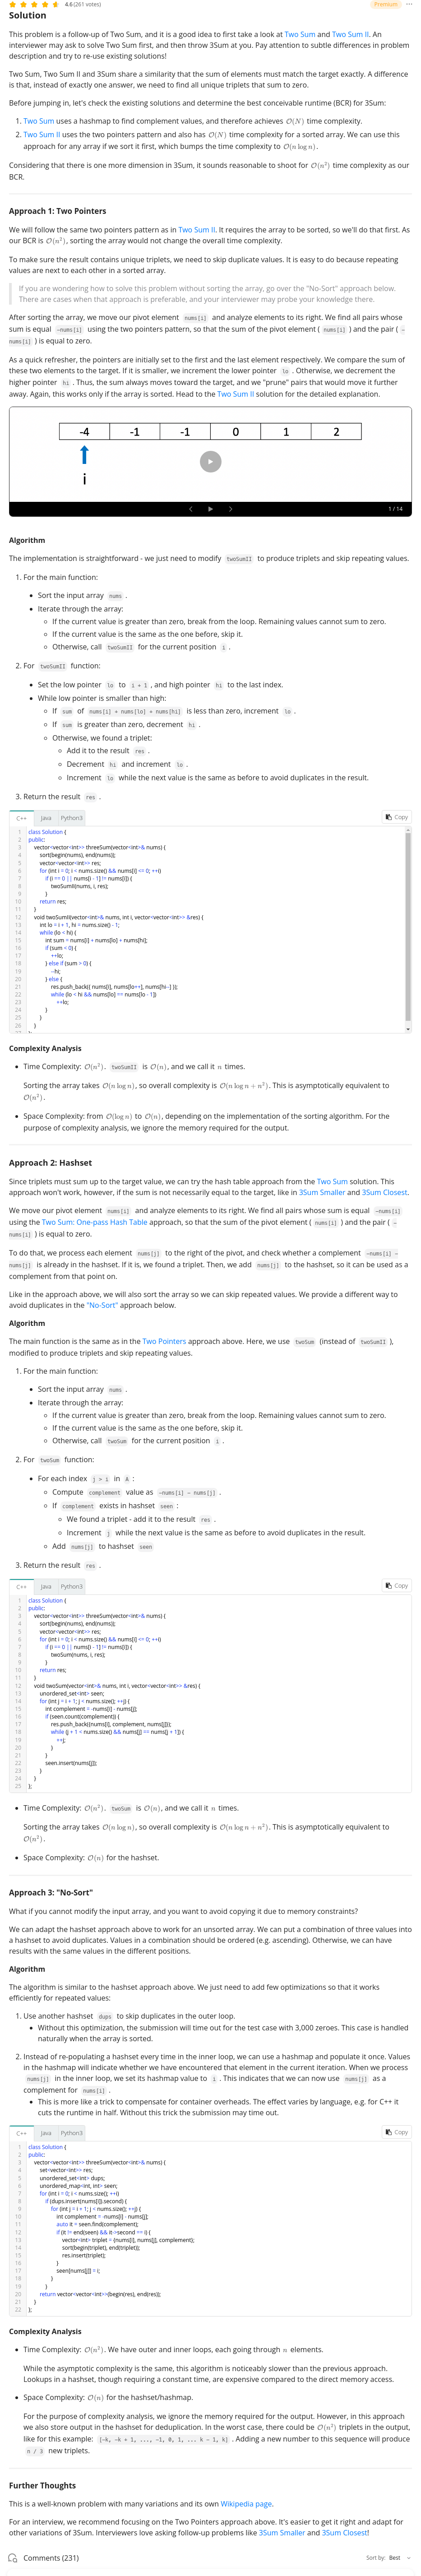 4.6 (261 votes)
Premium
Solution
This problem is a follow-up of Two Sum, and it is a good idea to first take a look at Two Sum and Two Sum II. An
interviewer may ask to solve Two Sum first, and then throw 3Sum at you. Pay attention to subtle differences in problem
description and try to re-use existing solutions!
Two Sum, Two Sum II and 3Sum share a similarity that the sum of elements must match the target exactly. A difference
is that, instead of exactly one answer, we need to find all unique triplets that sum to zero.
Before jumping in, let's check the existing solutions and determine the best conceivable runtime (BCR) for 3Sum:
1. Two Sum uses a hashmap to find complement values, and therefore achieves O(N) time complexity.
2. Two Sum II uses the two pointers pattern and also has O(N) time complexity for a sorted array. We can use this
approach for any array if we sort it first, which bumps the time complexity to O(n log n).
Considering that there is one more dimension in 3Sum, it sounds reasonable to shoot for O(n²) time complexity as our
BCR.
Approach 1: Two Pointers
We will follow the same two pointers pattern as in Two Sum II. It requires the array to be sorted, so we'll do that first. As
our BCR is O(n²), sorting the array would not change the overall time complexity.
To make sure the result contains unique triplets, we need to skip duplicate values. It is easy to do because repeating
values are next to each other in a sorted array.
If you are wondering how to solve this problem without sorting the array, go over the "No-Sort" approach below.
There are cases when that approach is preferable, and your interviewer may probe your knowledge there.
After sorting the array, we move our pivot element nums[i] and analyze elements to its right. We find all pairs whose
sum is equal -nums[i] using the two pointers pattern, so that the sum of the pivot element ( nums[i] ) and the pair ( -
nums[i] ) is equal to zero.
As a quick refresher, the pointers are initially set to the first and the last element respectively. We compare the sum of
these two elements to the target. If it is smaller, we increment the lower pointer lo . Otherwise, we decrement the
higher pointer hi . Thus, the sum always moves toward the target, and we "prune" pairs that would move it further
away. Again, this works only if the array is sorted. Head to the Two Sum II solution for the detailed explanation.
-4 -1 -1 0 1 2
i
1 / 14
Algorithm
The implementation is straightforward - we just need to modify twoSumII to produce triplets and skip repeating values.
1. For the main function:
• Sort the input array nums .
• Iterate through the array:
◦ If the current value is greater than zero, break from the loop. Remaining values cannot sum to zero.
◦ If the current value is the same as the one before, skip it.
◦ Otherwise, call twoSumII for the current position i .
2. For twoSumII function:
• Set the low pointer lo to i + 1 , and high pointer hi to the last index.
• While low pointer is smaller than high:
◦ If sum of nums[i] + nums[lo] + nums[hi] is less than zero, increment lo .
◦ If sum is greater than zero, decrement hi .
◦ Otherwise, we found a triplet:
▪ Add it to the result res .
▪ Decrement hi and increment lo .
▪ Increment lo while the next value is the same as before to avoid duplicates in the result.
3. Return the result res .
C++ Java Python3 Copy
1 class Solution {
2 public:
3 vector<vector<int>> threeSum(vector<int>& nums) {
4 sort(begin(nums), end(nums));
5 vector<vector<int>> res;
6 for (int i = 0; i < nums.size() && nums[i] <= 0; ++i)
7 if (i == 0 || nums[i - 1] != nums[i]) {
8 twoSumII(nums, i, res);
9 }
10 return res;
11 }
12 void twoSumII(vector<int>& nums, int i, vector<vector<int>> &res) {
13 int lo = i + 1, hi = nums.size() - 1;
14 while (lo < hi) {
15 int sum = nums[i] + nums[lo] + nums[hi];
16 if (sum < 0) {
17 ++lo;
18 } else if (sum > 0) {
19 --hi;
20 } else {
21 res.push_back({ nums[i], nums[lo++], nums[hi--] });
22 while (lo < hi && nums[lo] == nums[lo - 1])
23 ++lo;
24 }
25 }
26 }
Complexity Analysis
• Time Complexity: O(n²). twoSumII is O(n), and we call it n times.
Sorting the array takes O(n log n), so overall complexity is O(n log n + n²). This is asymptotically equivalent to
O(n²).
• Space Complexity: from O(log n) to O(n), depending on the implementation of the sorting algorithm. For the
purpose of complexity analysis, we ignore the memory required for the output.
Approach 2: Hashset
Since triplets must sum up to the target value, we can try the hash table approach from the Two Sum solution. This
approach won't work, however, if the sum is not necessarily equal to the target, like in 3Sum Smaller and 3Sum Closest.
We move our pivot element nums[i] and analyze elements to its right. We find all pairs whose sum is equal -nums[i]
using the Two Sum: One-pass Hash Table approach, so that the sum of the pivot element ( nums[i] ) and the pair ( -
nums[i] ) is equal to zero.
To do that, we process each element nums[j] to the right of the pivot, and check whether a complement -nums[i] -
nums[j] is already in the hashset. If it is, we found a triplet. Then, we add nums[j] to the hashset, so it can be used as a
complement from that point on.
Like in the approach above, we will also sort the array so we can skip repeated values. We provide a different way to
avoid duplicates in the "No-Sort" approach below.
Algorithm
The main function is the same as in the Two Pointers approach above. Here, we use twoSum (instead of twoSumII ),
modified to produce triplets and skip repeating values.
1. For the main function:
• Sort the input array nums .
• Iterate through the array:
◦ If the current value is greater than zero, break from the loop. Remaining values cannot sum to zero.
◦ If the current value is the same as the one before, skip it.
◦ Otherwise, call twoSum for the current position i .
2. For twoSum function:
• For each index j > i in A :
◦ Compute complement value as -nums[i] - nums[j] .
◦ If complement exists in hashset seen :
▪ We found a triplet - add it to the result res .
▪ Increment j while the next value is the same as before to avoid duplicates in the result.
◦ Add nums[j] to hashset seen
3. Return the result res .
C++ Java Python3 Copy
1 class Solution {
2 public:
3 vector<vector<int>> threeSum(vector<int>& nums) {
4 sort(begin(nums), end(nums));
5 vector<vector<int>> res;
6 for (int i = 0; i < nums.size() && nums[i] <= 0; ++i)
7 if (i == 0 || nums[i - 1] != nums[i]) {
8 twoSum(nums, i, res);
9 }
10 return res;
11 }
12 void twoSum(vector<int>& nums, int i, vector<vector<int>> &res) {
13 unordered_set<int> seen;
14 for (int j = i + 1; j < nums.size(); ++j) {
15 int complement = -nums[i] - nums[j];
16 if (seen.count(complement)) {
17 res.push_back({nums[i], complement, nums[j]});
18 while (j + 1 < nums.size() && nums[j] == nums[j + 1]) {
19 ++j;
20 }
21 }
22 seen.insert(nums[j]);
23 }
24 }
25 };
• Time Complexity: O(n²). twoSum is O(n), and we call it n times.
Sorting the array takes O(n log n), so overall complexity is O(n log n + n²). This is asymptotically equivalent to
O(n²).
• Space Complexity: O(n) for the hashset.
Approach 3: "No-Sort"
What if you cannot modify the input array, and you want to avoid copying it due to memory constraints?
We can adapt the hashset approach above to work for an unsorted array. We can put a combination of three values into
a hashset to avoid duplicates. Values in a combination should be ordered (e.g. ascending). Otherwise, we can have
results with the same values in the different positions.
Algorithm
The algorithm is similar to the hashset approach above. We just need to add few optimizations so that it works
efficiently for repeated values:
1. Use another hashset dups to skip duplicates in the outer loop.
• Without this optimization, the submission will time out for the test case with 3,000 zeroes. This case is handled
naturally when the array is sorted.
2. Instead of re-populating a hashset every time in the inner loop, we can use a hashmap and populate it once. Values
in the hashmap will indicate whether we have encountered that element in the current iteration. When we process
nums[j] in the inner loop, we set its hashmap value to i . This indicates that we can now use nums[j] as a
complement for nums[i] .
• This is more like a trick to compensate for container overheads. The effect varies by language, e.g. for C++ it
cuts the runtime in half. Without this trick the submission may time out.
C++ Java Python3 Copy
1 class Solution {
2 public:
3 vector<vector<int>> threeSum(vector<int>& nums) {
4 set<vector<int>> res;
5 unordered_set<int> dups;
6 unordered_map<int, int> seen;
7 for (int i = 0; i < nums.size(); ++i)
8 if (dups.insert(nums[i]).second) {
9 for (int j = i + 1; j < nums.size(); ++j) {
10 int complement = -nums[i] - nums[j];
11 auto it = seen.find(complement);
12 if (it != end(seen) && it->second == i) {
13 vector<int> triplet = {nums[i], nums[j], complement};
14 sort(begin(triplet), end(triplet));
15 res.insert(triplet);
16 }
17 seen[nums[j]] = i;
18 }
19 }
20 return vector<vector<int>>(begin(res), end(res));
21 }
22 };
Complexity Analysis
• Time Complexity: O(n²). We have outer and inner loops, each going through n elements.
While the asymptotic complexity is the same, this algorithm is noticeably slower than the previous approach.
Lookups in a hashset, though requiring a constant time, are expensive compared to the direct memory access.
• Space Complexity: O(n) for the hashset/hashmap.
For the purpose of complexity analysis, we ignore the memory required for the output. However, in this approach
we also store output in the hashset for deduplication. In the worst case, there could be O(n²) triplets in the output,
like for this example: [-k, -k + 1, ..., -1, 0, 1, ... k - 1, k] . Adding a new number to this sequence will produce
n / 3 new triplets.
Further Thoughts
This is a well-known problem with many variations and its own Wikipedia page.
For an interview, we recommend focusing on the Two Pointers approach above. It's easier to get it right and adapt for
other variations of 3Sum. Interviewers love asking follow-up problems like 3Sum Smaller and 3Sum Closest!
Comments (231)
Sort by: Best